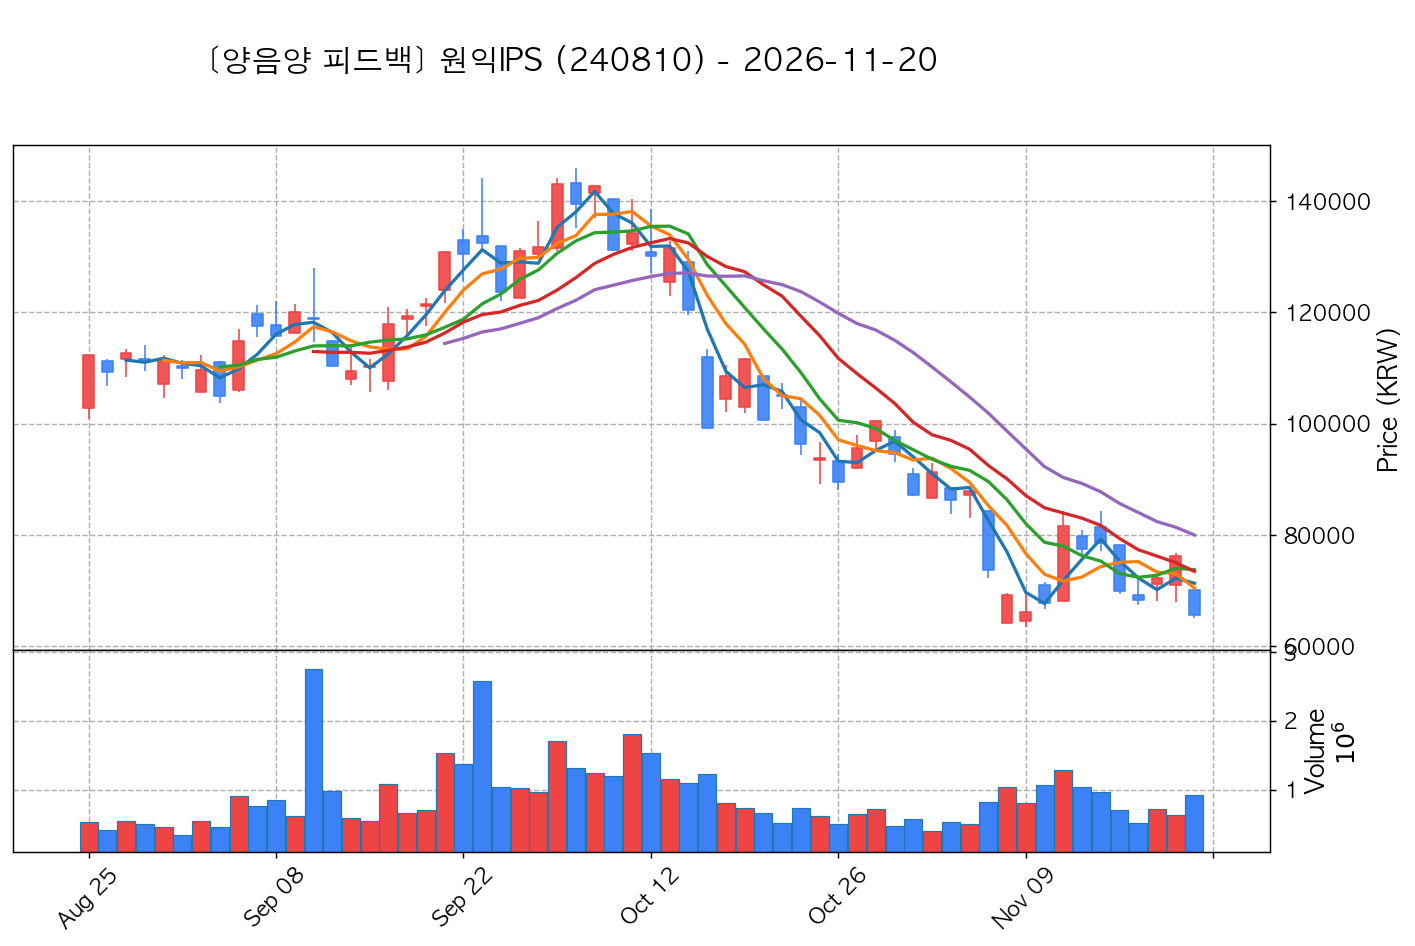 [양음양 피드백] 원익IPS (240810) - 2026-11-20
140000
120000
100000
80000
60000
Price (KRW)
3
2
1
Volume
10^6
Aug 25
Sep 08
Sep 22
Oct 12
Oct 26
Nov 09